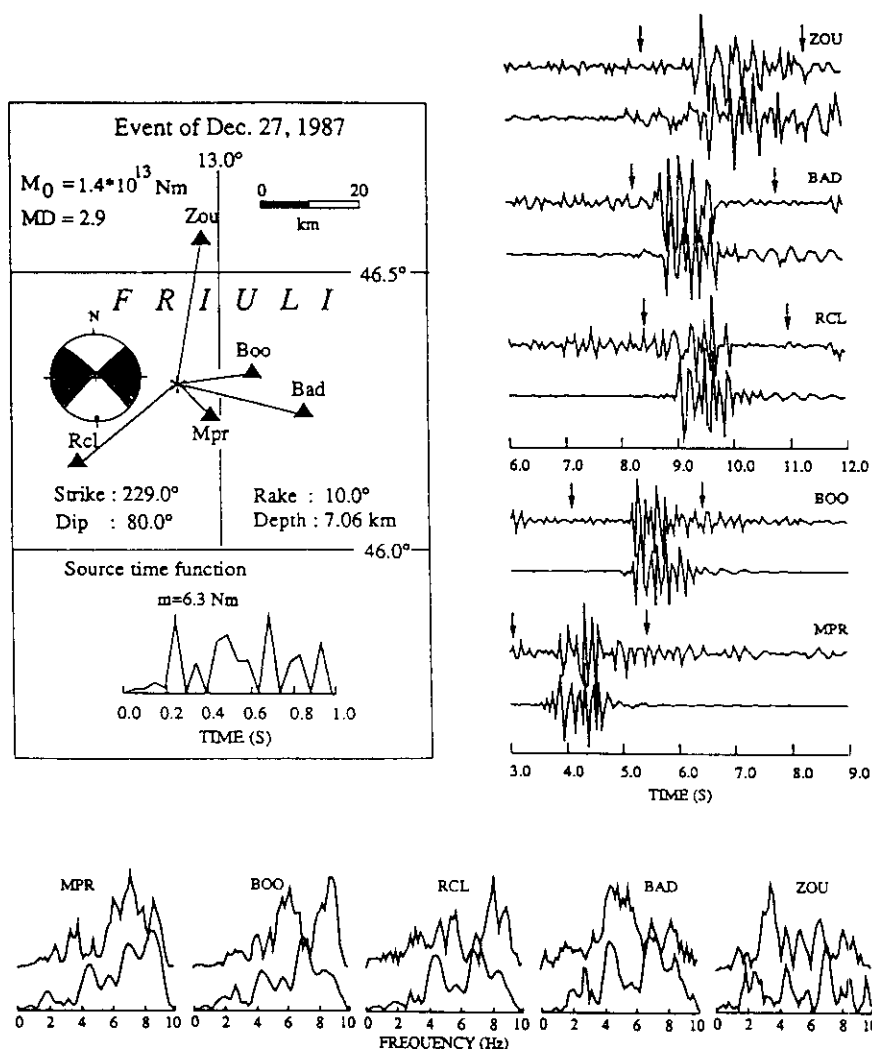 Event of Dec. 27, 1987
13.0°
M0 = 1.4*10^13 Nm
MD = 2.9
0 20
km
Zou
46.5°
F R I U L I
N
Boo
Bad
Mpr
Rcl
Strike : 229.0° Rake : 10.0°
Dip : 80.0° Depth : 7.06 km
46.0°
Source time function
m=6.3 Nm
0.0 0.2 0.4 0.6 0.8 1.0
TIME (S)
ZOU
BAD
RCL
6.0 7.0 8.0 9.0 10.0 11.0 12.0
BOO
MPR
3.0 4.0 5.0 6.0 7.0 8.0 9.0
TIME (S)
MPR BOO RCL BAD ZOU
0 2 4 6 8 10 0 2 4 6 8 10 0 2 4 6 8 10 0 2 4 6 8 10 0 2 4 6 8 10
FREQUENCY (Hz)